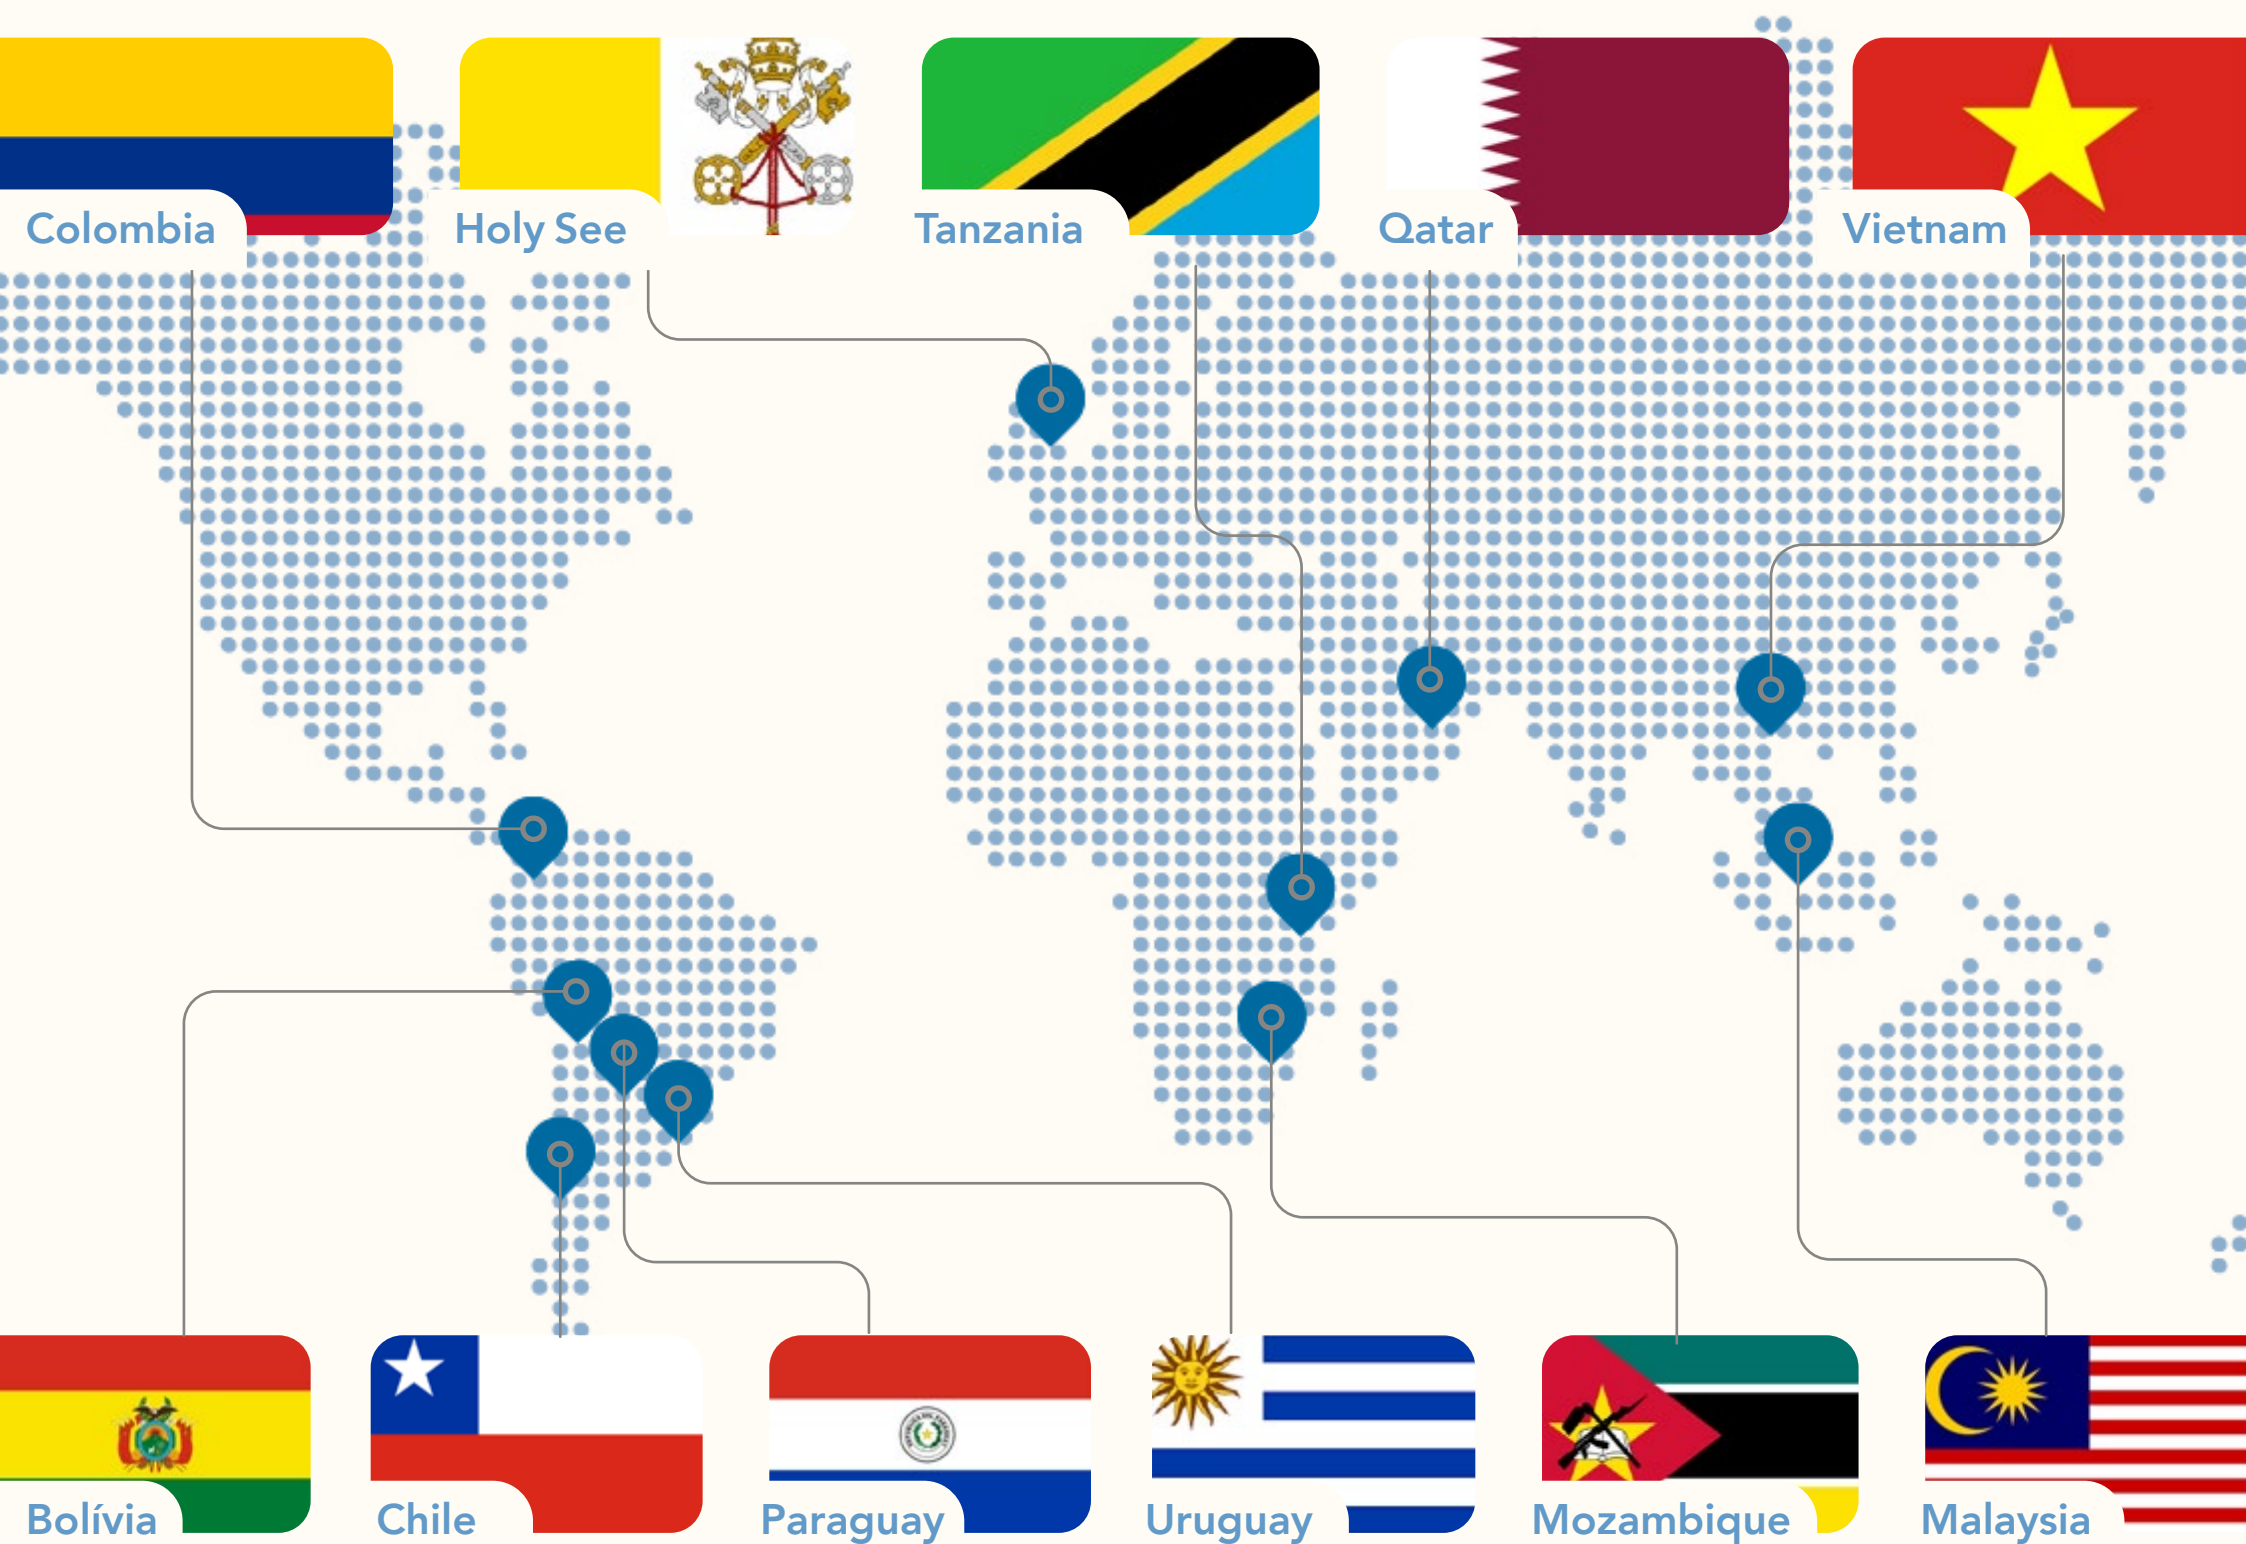 Colombia
Holy See
Tanzania
Qatar
Vietnam
Bolívia
Chile
Paraguay
Uruguay
Mozambique
Malaysia